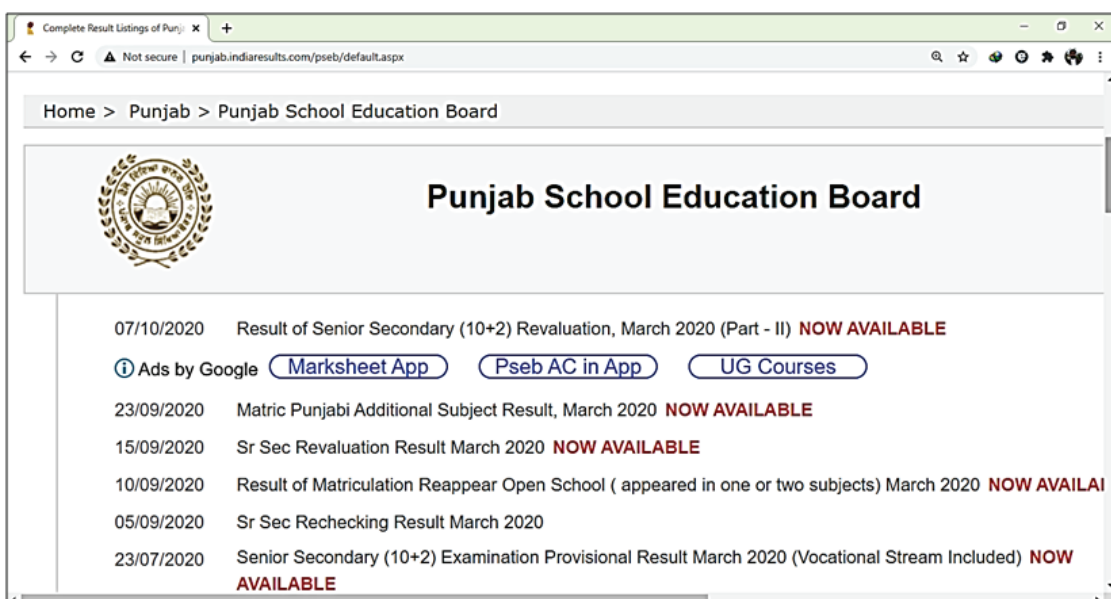 Complete Result Listings of Punj
Not secure | punjab.indiaresults.com/pseb/default.aspx
Home > Punjab > Punjab School Education Board
Punjab School Education Board
07/10/2020 Result of Senior Secondary (10+2) Revaluation, March 2020 (Part - II) NOW AVAILABLE
Ads by Google Marksheet App Pseb AC in App UG Courses
23/09/2020 Matric Punjabi Additional Subject Result, March 2020 NOW AVAILABLE
15/09/2020 Sr Sec Revaluation Result March 2020 NOW AVAILABLE
10/09/2020 Result of Matriculation Reappear Open School ( appeared in one or two subjects) March 2020 NOW AVAILA
05/09/2020 Sr Sec Rechecking Result March 2020
23/07/2020 Senior Secondary (10+2) Examination Provisional Result March 2020 (Vocational Stream Included) NOW
AVAILABLE